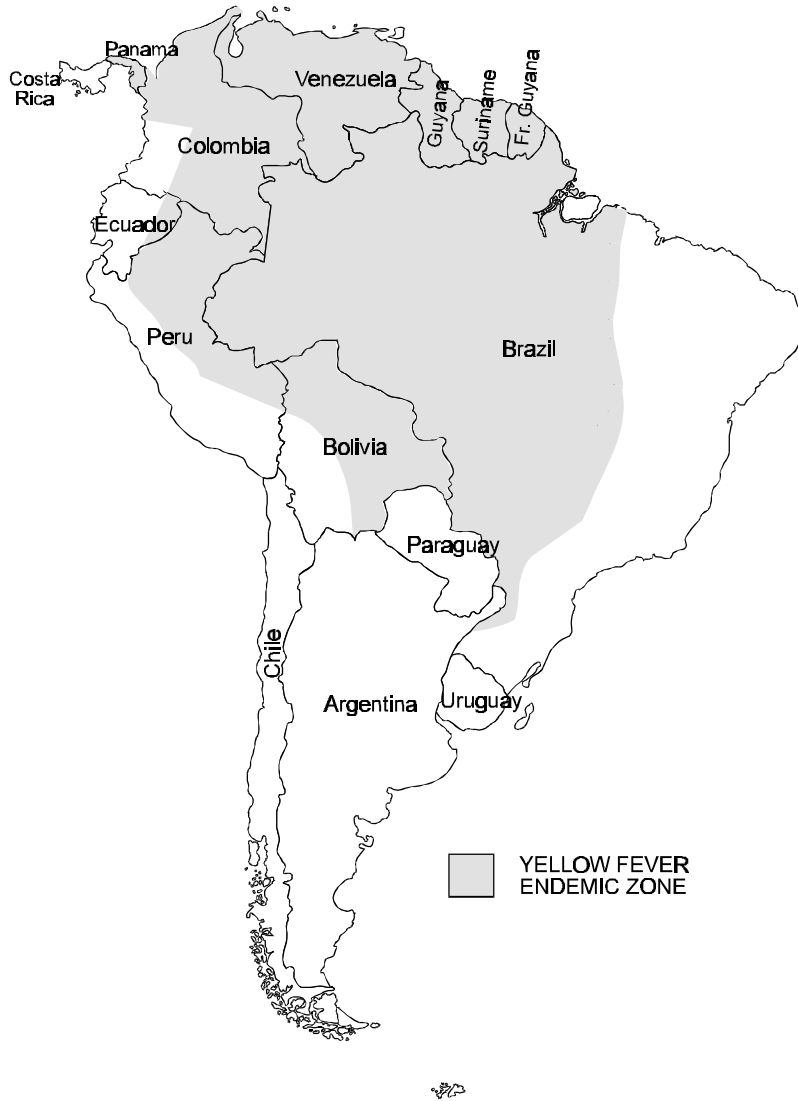 Panama
Costa
Rica
Venezuela
Guyana
Suriname
Fr. Guyana
Colombia
Ecuador
Peru
Brazil
Bolivia
Paraguay
Chile
Argentina
Uruguay
YELLOW FEVER
ENDEMIC ZONE